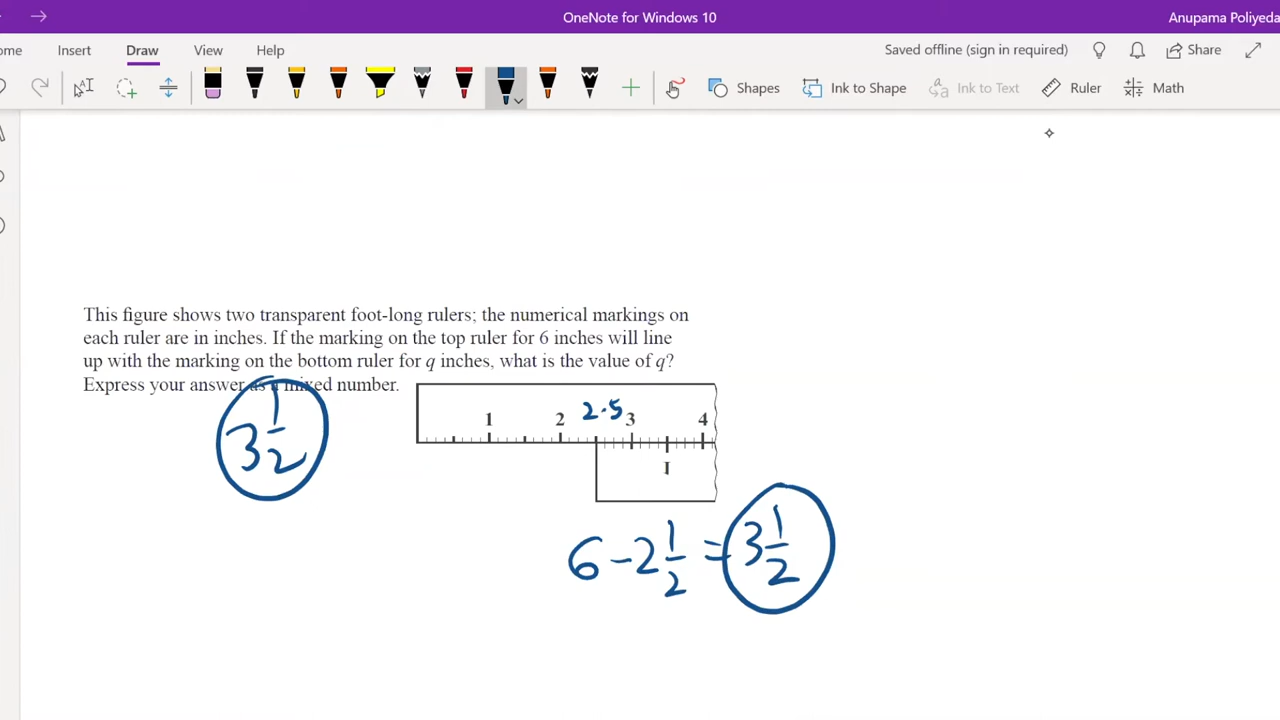 OneNote for Windows 10
Anupama Poliyeda
ome Insert Draw View Help
Saved offline (sign in required) Share
Shapes Ink to Shape Ink to Text Ruler Math
This figure shows two transparent foot-long rulers; the numerical markings on
each ruler are in inches. If the marking on the top ruler for 6 inches will line
up with the marking on the bottom ruler for q inches, what is the value of q?
Express your answer as a mixed number.
3 1/2
1 2 2.5 3 4
1
6 - 2 1/2 = 3 1/2